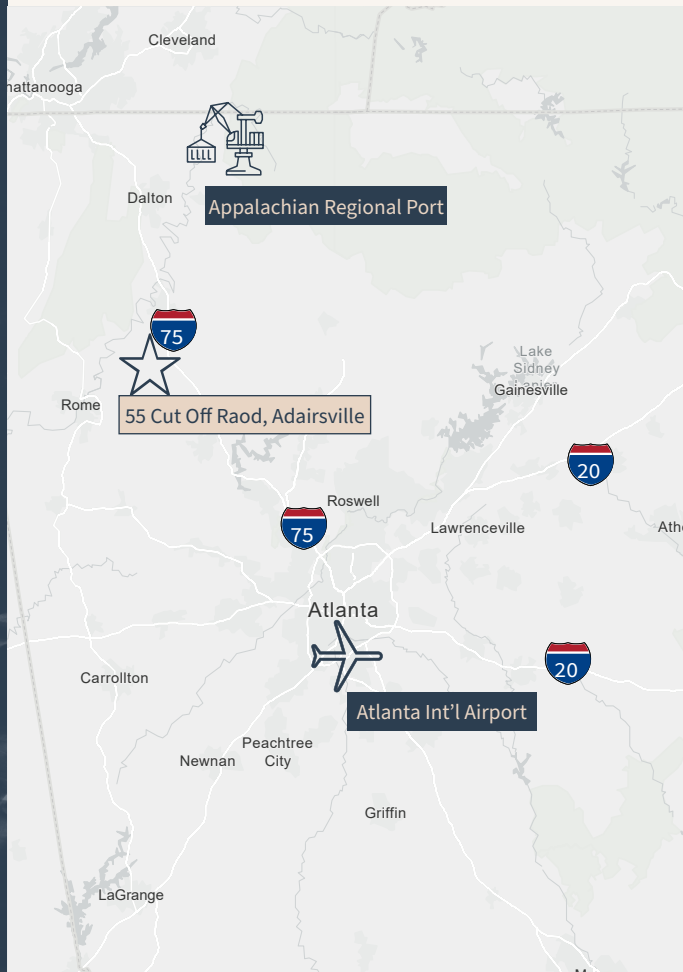 Cleveland
hattanooga
Appalachian Regional Port
Dalton
75
Lake
Sidney
Gainesville
Rome
55 Cut Off Raod, Adairsville
20
Roswell
75
Lawrenceville
Ath
Atlanta
20
Carrollton
Atlanta Int'l Airport
Peachtree
City
Newnan
Griffin
LaGrange